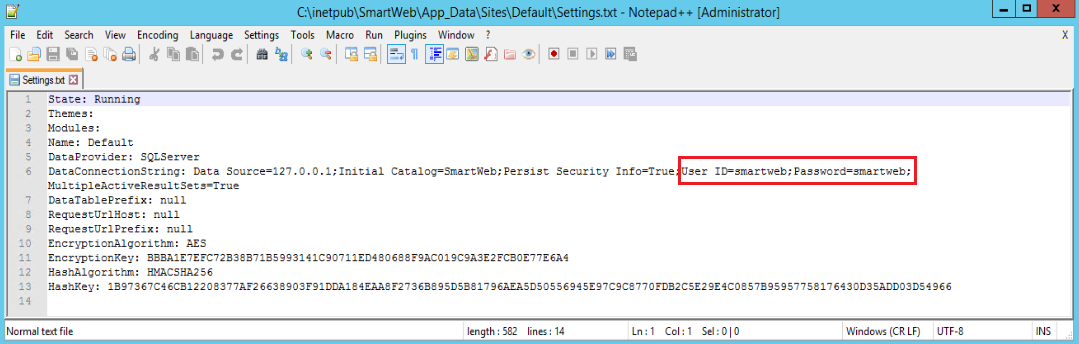 C:\inetpub\SmartWeb\App_Data\Sites\Default\Settings.txt - Notepad++ [Administrator]
File Edit Search View Encoding Language Settings Tools Macro Run Plugins Window ? X
Settings.txt
1 State: Running
2 Themes:
3 Modules:
4 Name: Default
5 DataProvider: SQLServer
6 DataConnectionString: Data Source=127.0.0.1;Initial Catalog=SmartWeb;Persist Security Info=True;User ID=smartweb;Password=smartweb;
MultipleActiveResultSets=True
7 DataTablePrefix: null
8 RequestUrlHost: null
9 RequestUrlPrefix: null
10 EncryptionAlgorithm: AES
11 EncryptionKey: BBBA1E7EFC72B38B71B5993141C90711ED480688F9AC019C9A3E2FCB0E77E6A4
12 HashAlgorithm: HMACSHA256
13 HashKey: 1B97367C46CB12208377AF26638903F91DDA184EAA8F2736B895D5B81796AEA5D50556945E97C9C8770FDB2C5E29E4C0857B95957758176430D35ADD03D54966
14
Normal text file length : 582 lines : 14 Ln : 1 Col : 1 Sel : 0 | 0 Windows (CR LF) UTF-8 INS